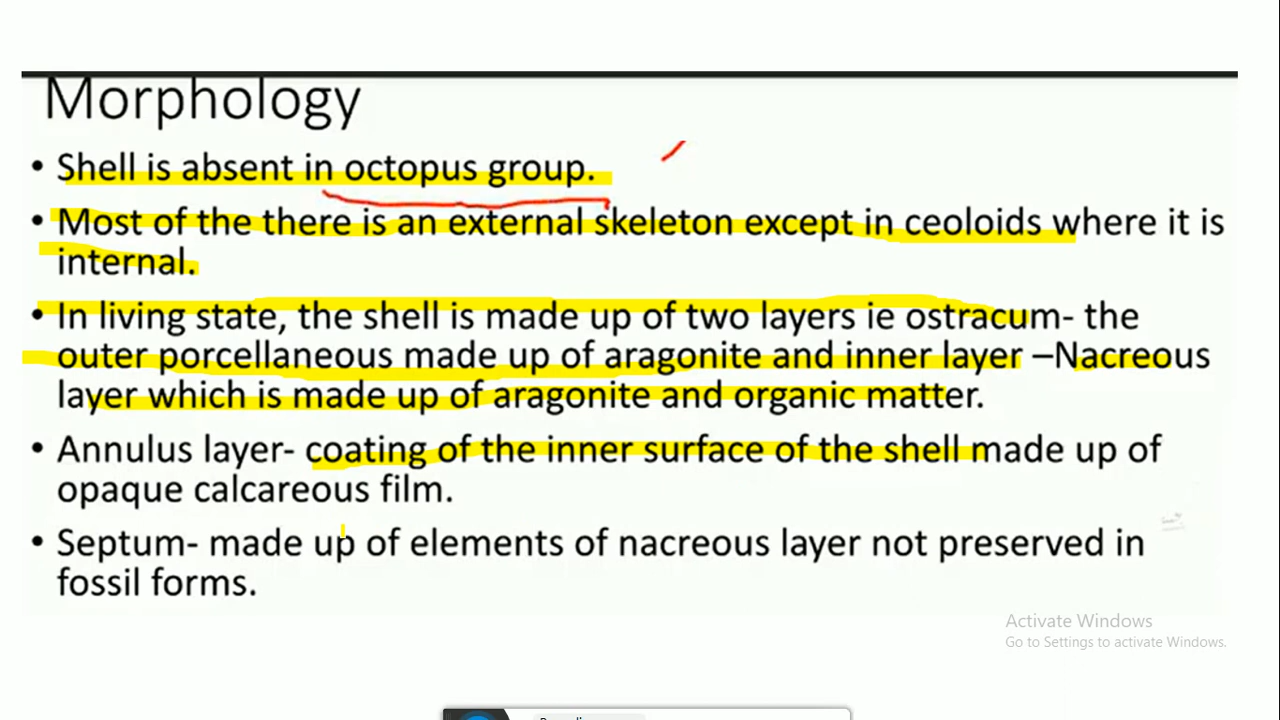 Morphology
• Shell is absent in octopus group.
• Most of the there is an external skeleton except in ceoloids where it is
internal.
• In living state, the shell is made up of two layers ie ostracum- the
outer porcellaneous made up of aragonite and inner layer –Nacreous
layer which is made up of aragonite and organic matter.
• Annulus layer- coating of the inner surface of the shell made up of
opaque calcareous film.
• Septum- made up of elements of nacreous layer not preserved in
fossil forms.
Activate Windows
Go to Settings to activate Windows.